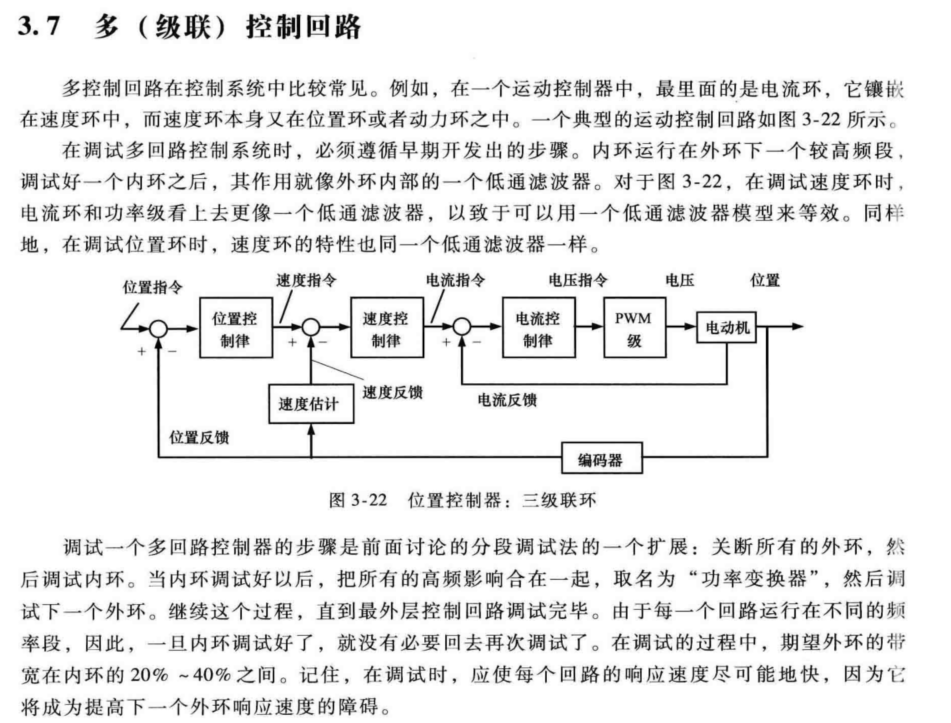 3.7 多（级联）控制回路
多控制回路在控制系统中比较常见。例如，在一个运动控制器中，最里面的是电流环，它镶嵌
在速度环中，而速度环本身又在位置环或者动力环之中。一个典型的运动控制回路如图 3-22 所示。
在调试多回路控制系统时，必须遵循早期开发出的步骤。内环运行在外环下一个较高频段，
调试好一个内环之后，其作用就像外环内部的一个低通滤波器。对于图 3-22，在调试速度环时，
电流环和功率级看上去更像一个低通滤波器，以致于可以用一个低通滤波器模型来等效。同样
地，在调试位置环时，速度环的特性也同一个低通滤波器一样。
位置指令 速度指令 电流指令 电压指令 电压 位置
位置控
制律
速度控
制律
电流控
制律
PWM
级
电动机
+ −
+ −
+ −
速度反馈
电流反馈
速度估计
位置反馈
编码器
图 3-22 位置控制器：三级联环
调试一个多回路控制器的步骤是前面讨论的分段调试法的一个扩展：关断所有的外环，然
后调试内环。当内环调试好以后，把所有的高频影响合在一起，取名为“功率变换器”，然后调
试下一个外环。继续这个过程，直到最外层控制回路调试完毕。由于每一个回路运行在不同的频
率段，因此，一旦内环调试好了，就没有必要回去再次调试了。在调试的过程中，期望外环的带
宽在内环的 20% ~40% 之间。记住，在调试时，应使每个回路的响应速度尽可能地快，因为它
将成为提高下一个外环响应速度的障碍。